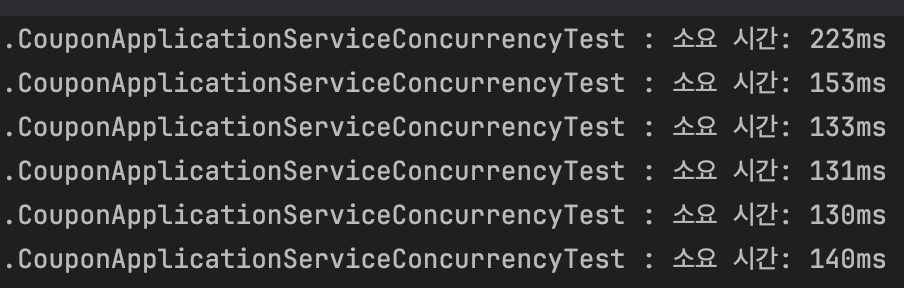 .CouponApplicationServiceConcurrencyTest : 소요 시간: 223ms
.CouponApplicationServiceConcurrencyTest : 소요 시간: 153ms
.CouponApplicationServiceConcurrencyTest : 소요 시간: 133ms
.CouponApplicationServiceConcurrencyTest : 소요 시간: 131ms
.CouponApplicationServiceConcurrencyTest : 소요 시간: 130ms
.CouponApplicationServiceConcurrencyTest : 소요 시간: 140ms